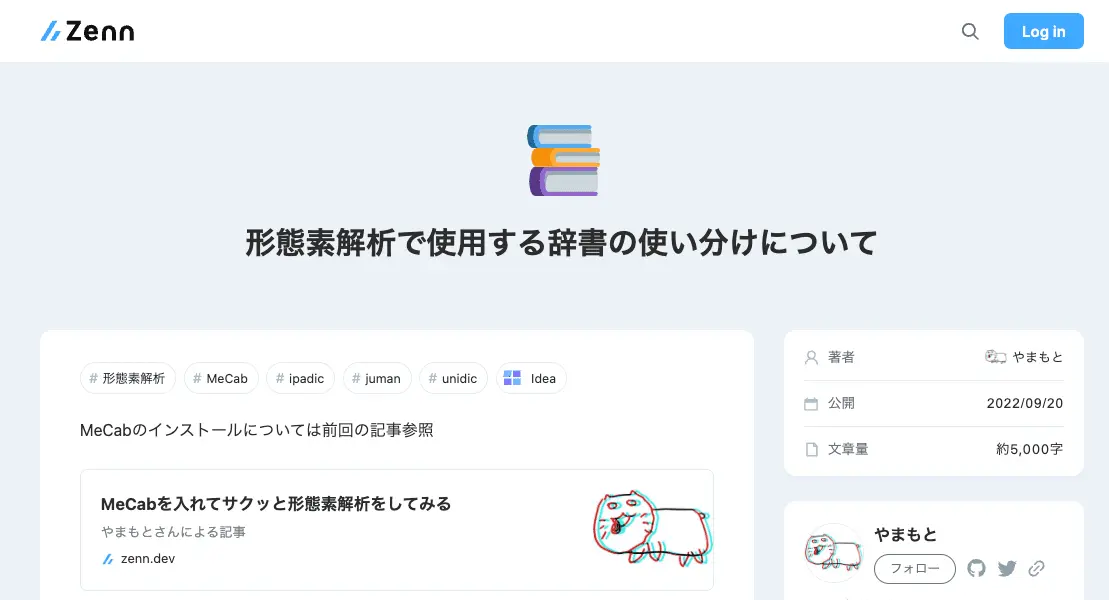 Zenn
Log in
形態素解析で使用する辞書の使い分けについて
# 形態素解析
# MeCab
# ipadic
# juman
# unidic
Idea
MeCabのインストールについては前回の記事参照
MeCabを入れてサクッと形態素解析をしてみる
やまもとさんによる記事
zenn.dev
著者 やまもと
公開 2022/09/20
文章量 約5,000字
やまもと
フォロー